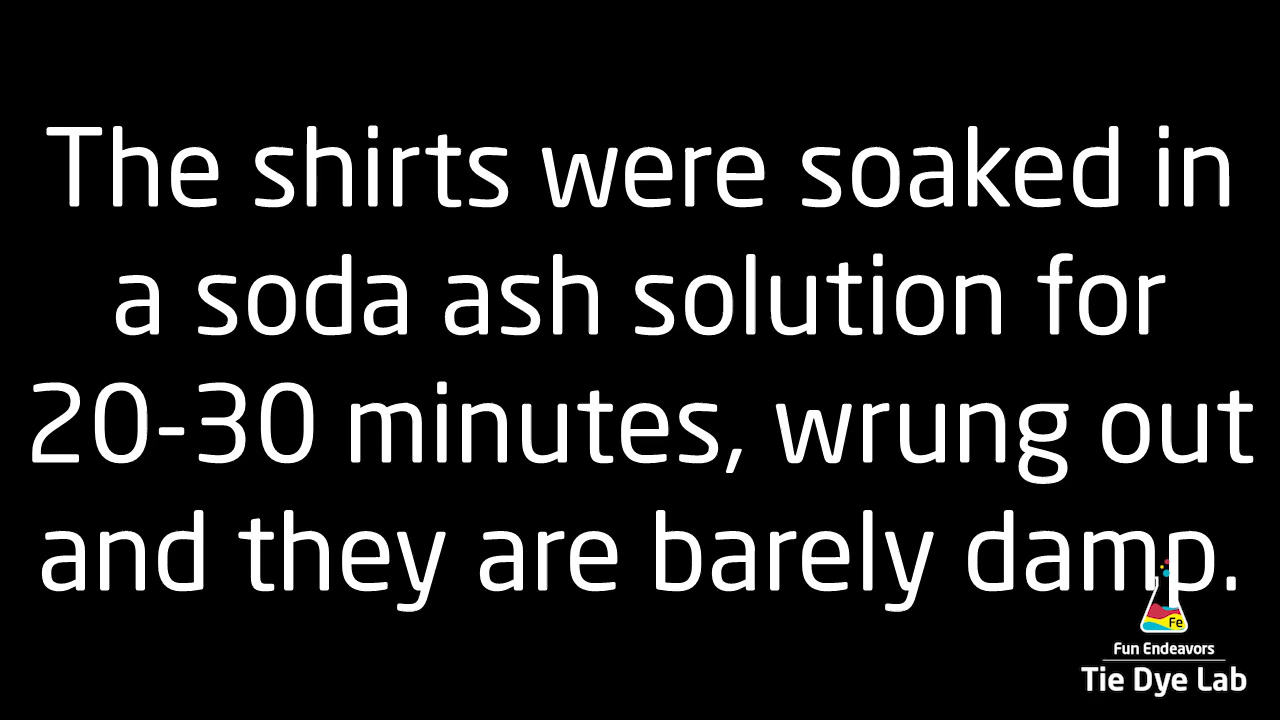 The shirts were soaked in
a soda ash solution for
20-30 minutes, wrung out
and they are barely damp.
Fe
Fun Endeavors
Tie Dye Lab